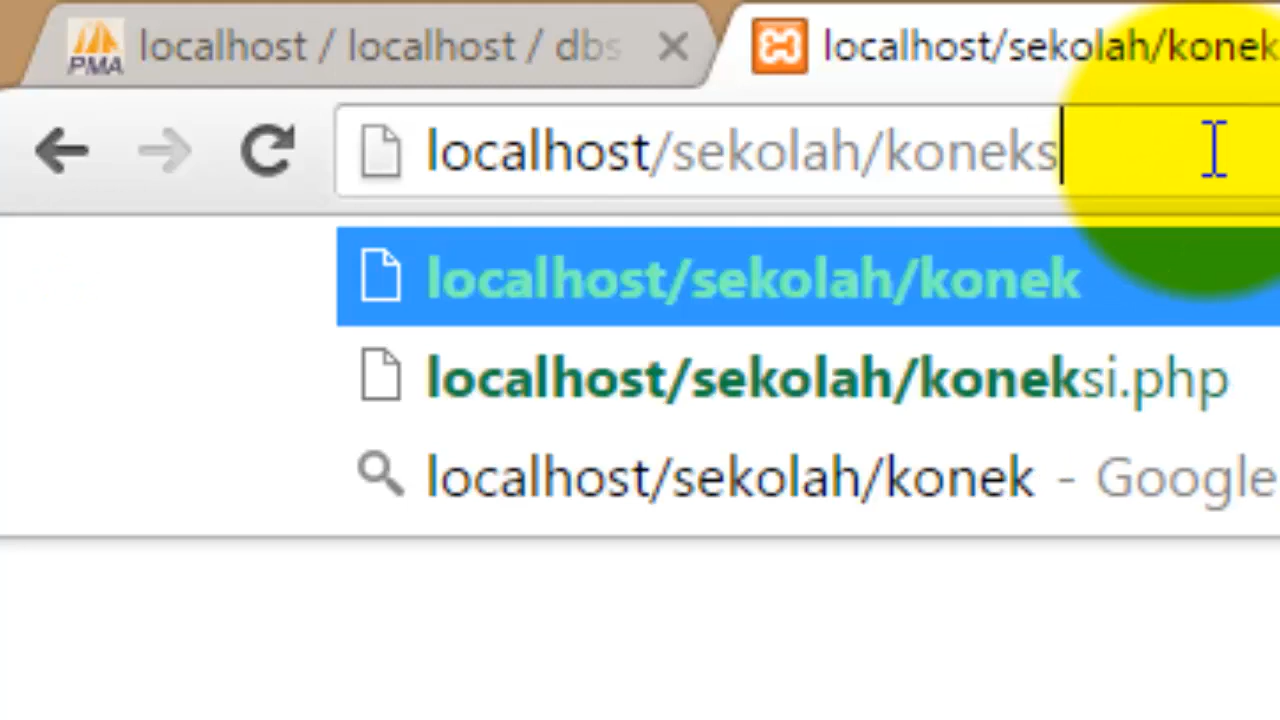 localhost / localhost / dbs
localhost/sekolah/konek
PMA
localhost/sekolah/koneks
localhost/sekolah/konek
localhost/sekolah/koneksi.php
localhost/sekolah/konek - Google